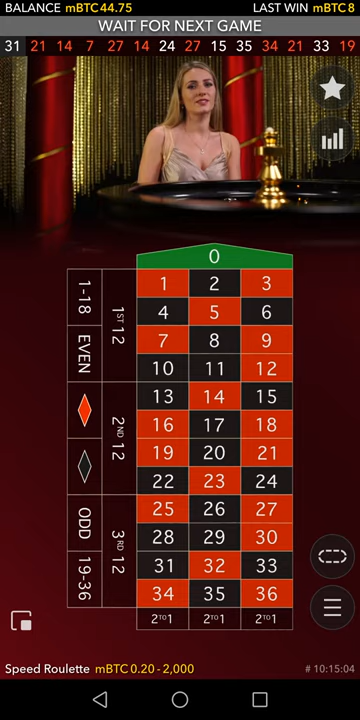 BALANCE mBTC 44.75 LAST WIN mBTC 8
WAIT FOR NEXT GAME
31 21 14 7 27 14 24 27 15 35 34 21 33 19
0
1-18 1ST 12 1 2 3
4 5 6
EVEN 7 8 9
10 11 12
2ND 12 13 14 15
16 17 18
19 20 21
22 23 24
ODD 3RD 12 25 26 27
28 29 30
19-36 31 32 33
34 35 36
2TO1 2TO1 2TO1
Speed Roulette mBTC 0.20 - 2,000 # 10:15:04